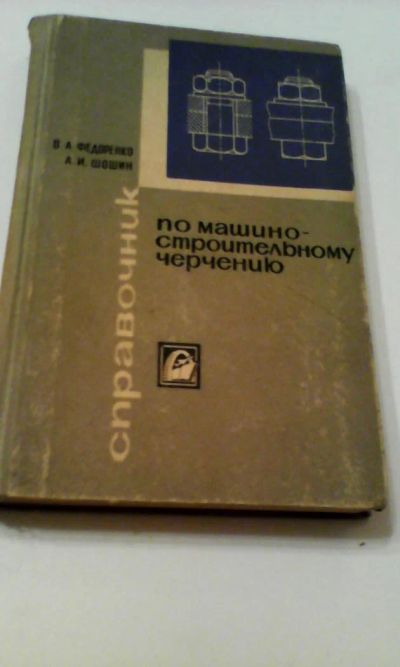 В. А. ФЕДОРЕНКО
А. И. ШОШИН
справочник
по машино-
строительному
черчению